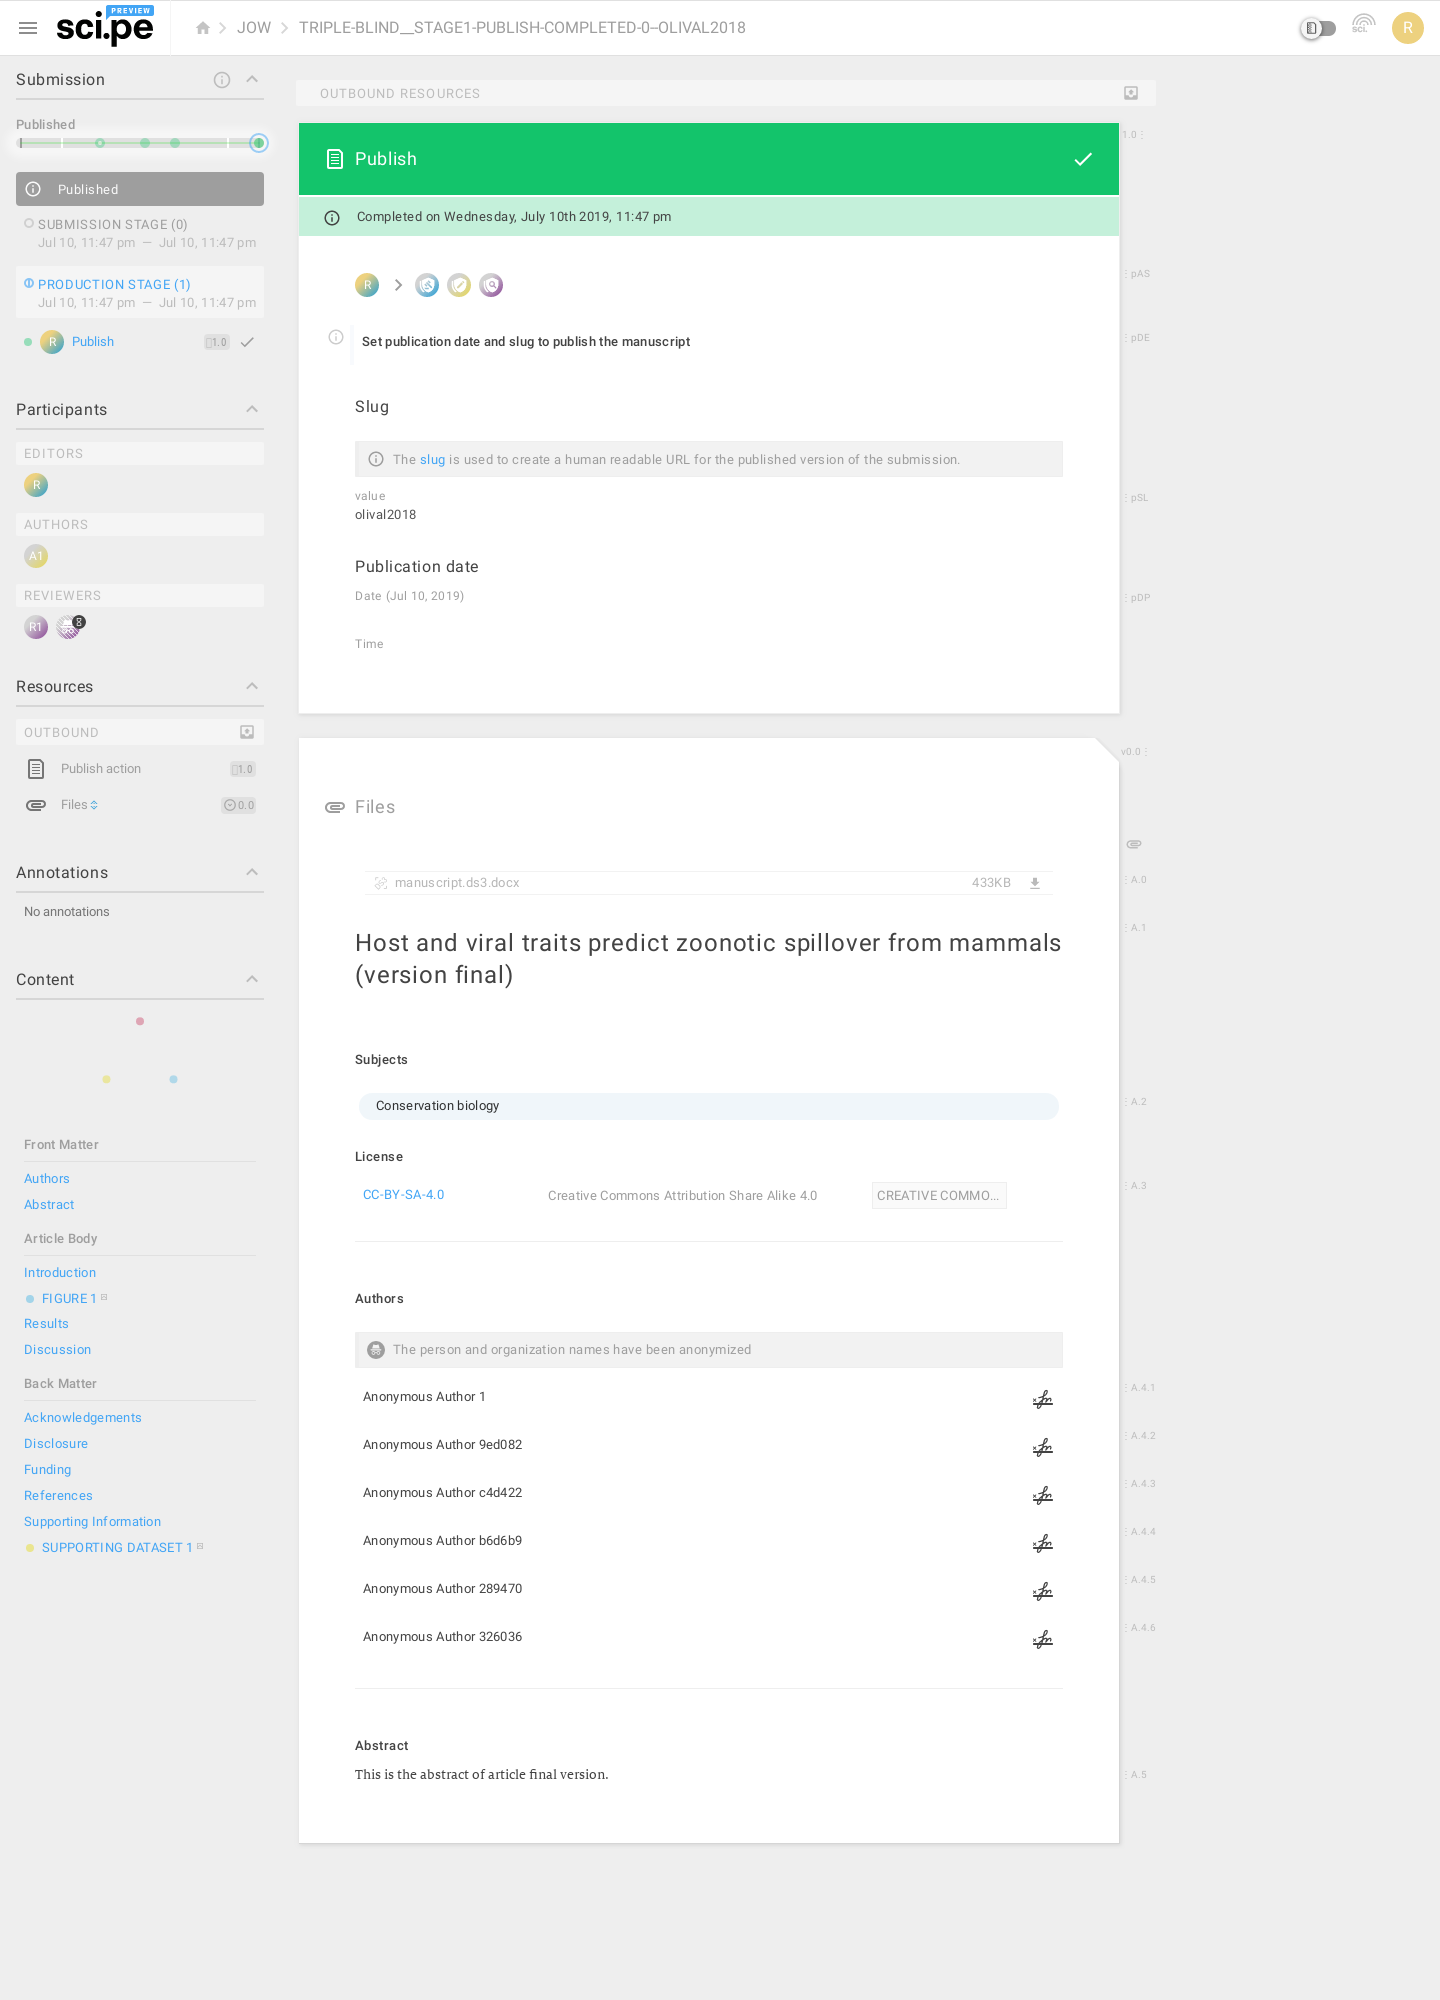 PREVIEW
sci.pe
JOW
TRIPLE-BLIND__STAGE1-PUBLISH-COMPLETED-0--OLIVAL2018
sci.
R
Submission
Published
Published
SUBMISSION STAGE (0)
Jul 10, 11:47 pm — Jul 10, 11:47 pm
PRODUCTION STAGE (1)
Jul 10, 11:47 pm — Jul 10, 11:47 pm
R Publish 1.0
Participants
EDITORS
R
AUTHORS
A1
REVIEWERS
R1
Resources
OUTBOUND
Publish action 1.0
Files 0.0
Annotations
No annotations
Content
Front Matter
Authors
Abstract
Article Body
Introduction
FIGURE 1
Results
Discussion
Back Matter
Acknowledgements
Disclosure
Funding
References
Supporting Information
SUPPORTING DATASET 1
OUTBOUND RESOURCES
Publish
1.0
Completed on Wednesday, July 10th 2019, 11:47 pm
R
pAS
Set publication date and slug to publish the manuscript
pDE
Slug
The slug is used to create a human readable URL for the published version of the submission.
value
pSL
olival2018
Publication date
Date (Jul 10, 2019)
pDP
Time
v0.0
Files
manuscript.ds3.docx 433KB
A.0
Host and viral traits predict zoonotic spillover from mammals
(version final)
A.1
Subjects
Conservation biology
A.2
License
CC-BY-SA-4.0 Creative Commons Attribution Share Alike 4.0 CREATIVE COMMO...
A.3
Authors
The person and organization names have been anonymized
Anonymous Author 1
A 4.1
Anonymous Author 9ed082
A 4.2
Anonymous Author c4d422
A 4.3
Anonymous Author b6d6b9
A 4.4
Anonymous Author 289470
A 4.5
Anonymous Author 326036
A 4.6
Abstract
This is the abstract of article final version.
A.5